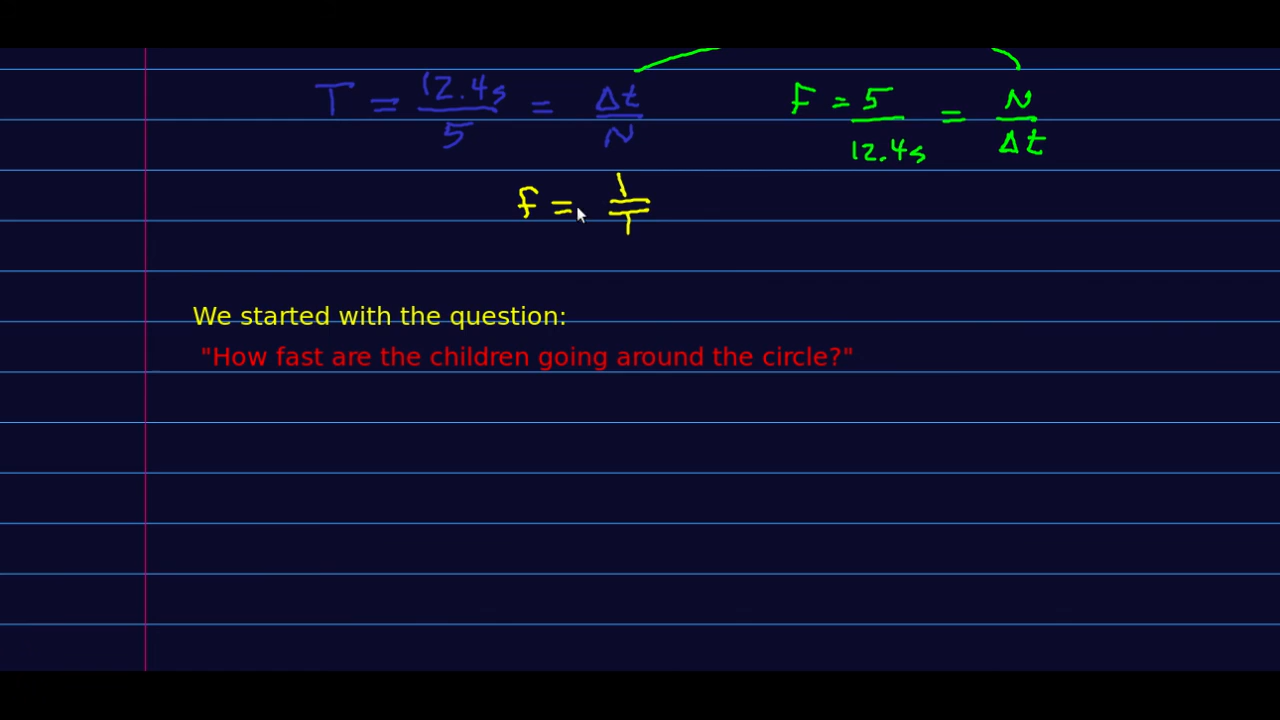 T = 12.4s/5 = Δt/N
F = 5/12.4s = N/Δt
f = 1/T
We started with the question:
"How fast are the children going around the circle?"